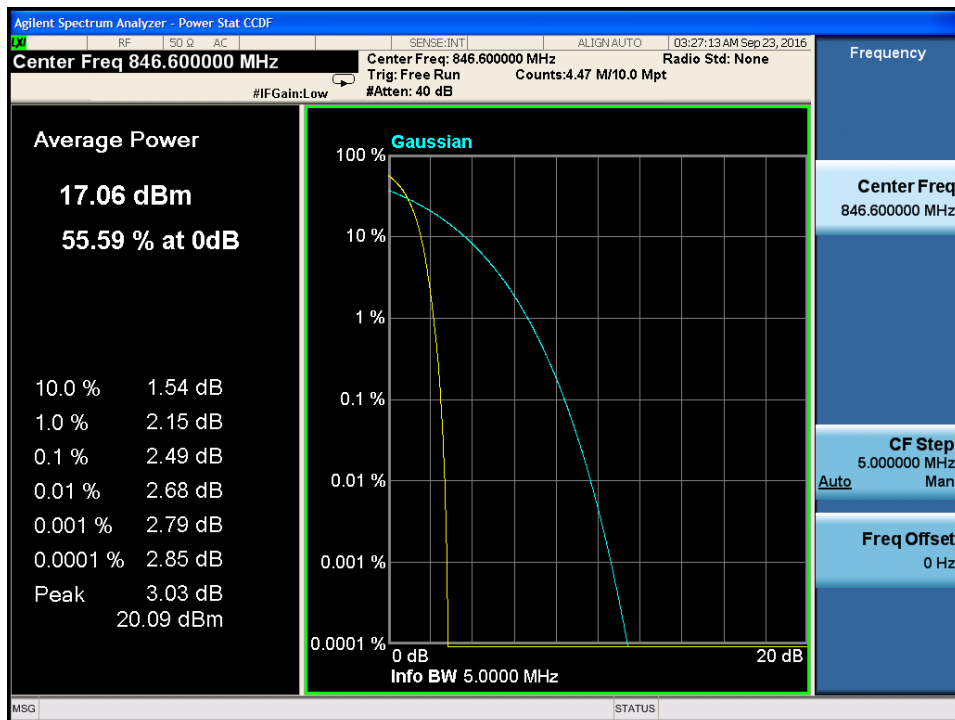 Agilent Spectrum Analyzer - Power Stat CCDF
LXI RF 50 Ω AC SENSE:INT ALIGN AUTO 03:27:13 AM Sep 23, 2016
Center Freq 846.600000 MHz
Center Freq: 846.600000 MHz Radio Std: None
Trig: Free Run Counts:4.47 M/10.0 Mpt
#IFGain:Low #Atten: 40 dB
Average Power
17.06 dBm
55.59 % at 0dB
10.0 % 1.54 dB
1.0 % 2.15 dB
0.1 % 2.49 dB
0.01 % 2.68 dB
0.001 % 2.79 dB
0.0001 % 2.85 dB
Peak 3.03 dB
20.09 dBm
Gaussian
100 %
10 %
1 %
0.1 %
0.01 %
0.001 %
0.0001 %
0 dB 20 dB
Info BW 5.0000 MHz
Frequency
Center Freq
846.600000 MHz
CF Step
5.000000 MHz
Auto Man
Freq Offset
0 Hz
MSG STATUS